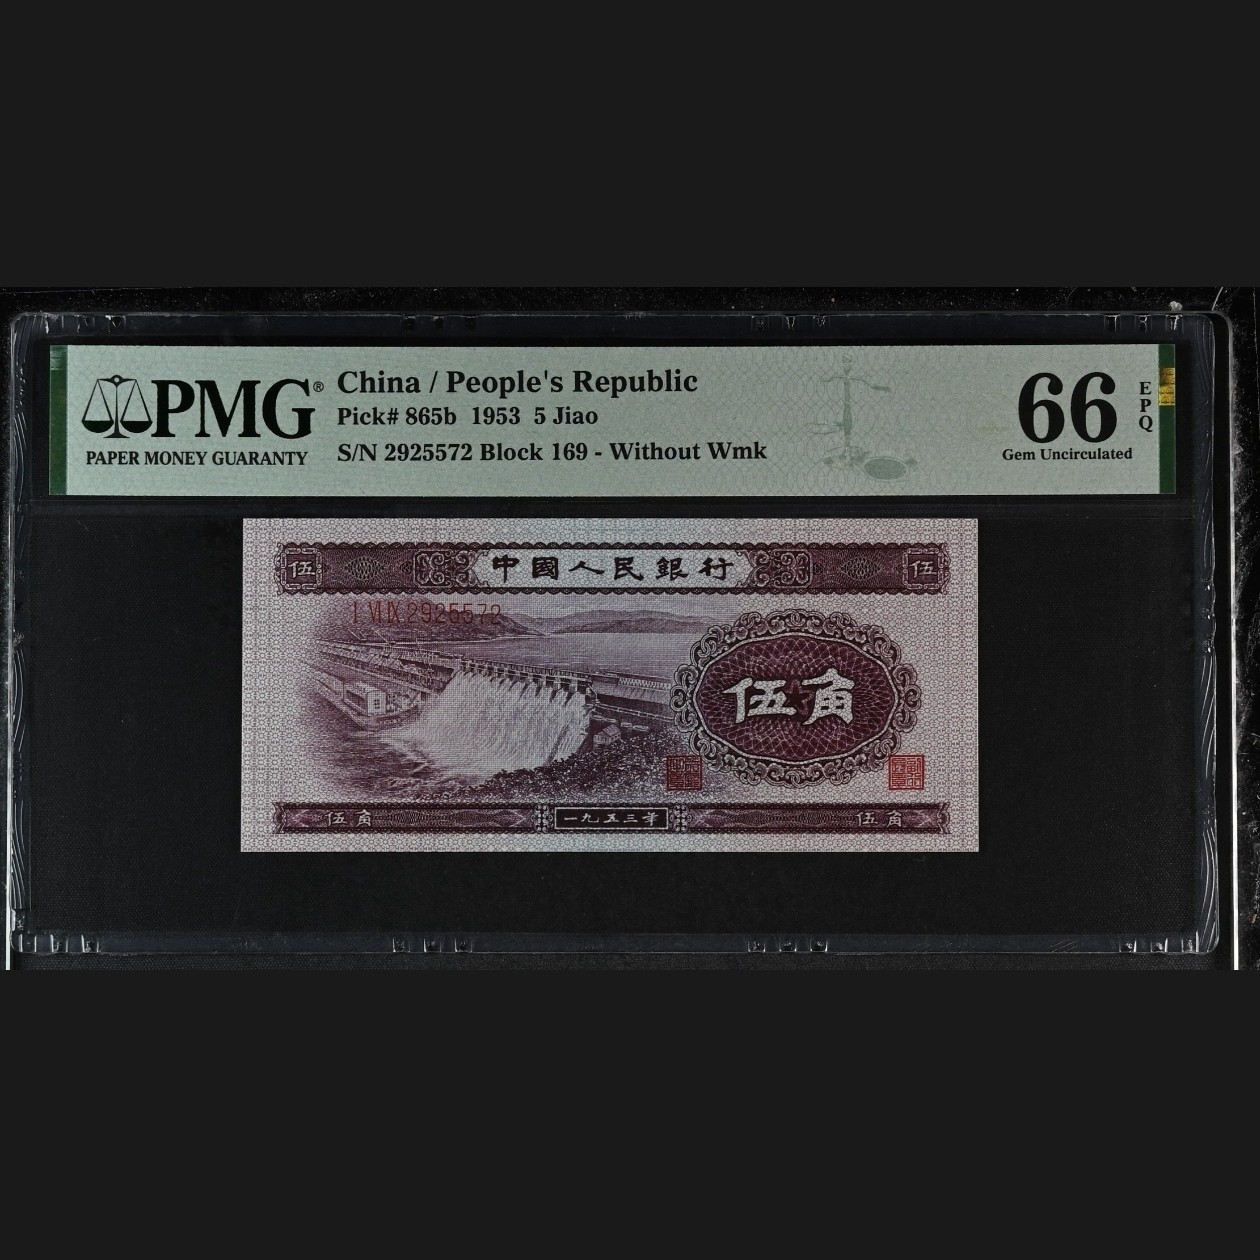 PMG®
PAPER MONEY GUARANTY
China / People's Republic
Pick# 865b 1953 5 Jiao
S/N 2925572 Block 169 - Without Wmk
66
EPQ
Gem Uncirculated
伍 中國人民銀行 伍
I VI IX 2925572
伍角
伍角 一九五三年 伍角